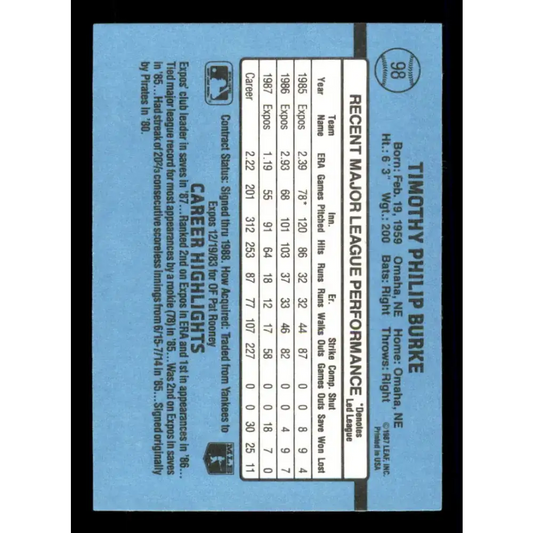 98
TIMOTHY PHILIP BURKE
Born: Feb. 19, 1959 Omaha, NE Home: Omaha, NE
Ht.: 6' 3" Wgt.: 200 Bats: Right Throws: Right
©1987 LEAF, INC.
Printed in USA
RECENT MAJOR LEAGUE PERFORMANCE *Denotes
Led League
Team Inn. Er. Strike Comp. Shut
Year Name ERA Games Pitched Hits Runs Runs Walks Outs Games Outs Save Won Lost
1985 Expos 2.39 78* 120 86 32 32 44 87 0 0 8 9 4
1986 Expos 2.93 68 101 103 37 33 46 82 0 0 4 9 7
1987 Expos 1.19 55 91 64 18 12 17 58 0 0 18 7 0
Career 2.22 201 312 253 87 77 107 227 0 0 30 25 11
Contract Status: Signed thru 1988. How Acquired: Traded from Yankees to
Expos 12/19/83 for OF Pat Rooney
MLB
CAREER HIGHLIGHTS
Expos' club leader in saves in '87...Ranked 2nd on Expos in ERA and 1st in appearances in '86...
Tied major league record for most appearances by a rookie (78) in '85...Was 2nd on Expos in saves
in '85...Had streak of 20⅔ consecutive scoreless innings from 6/15-7/14 in '85...Signed originally
by Pirates in '80.